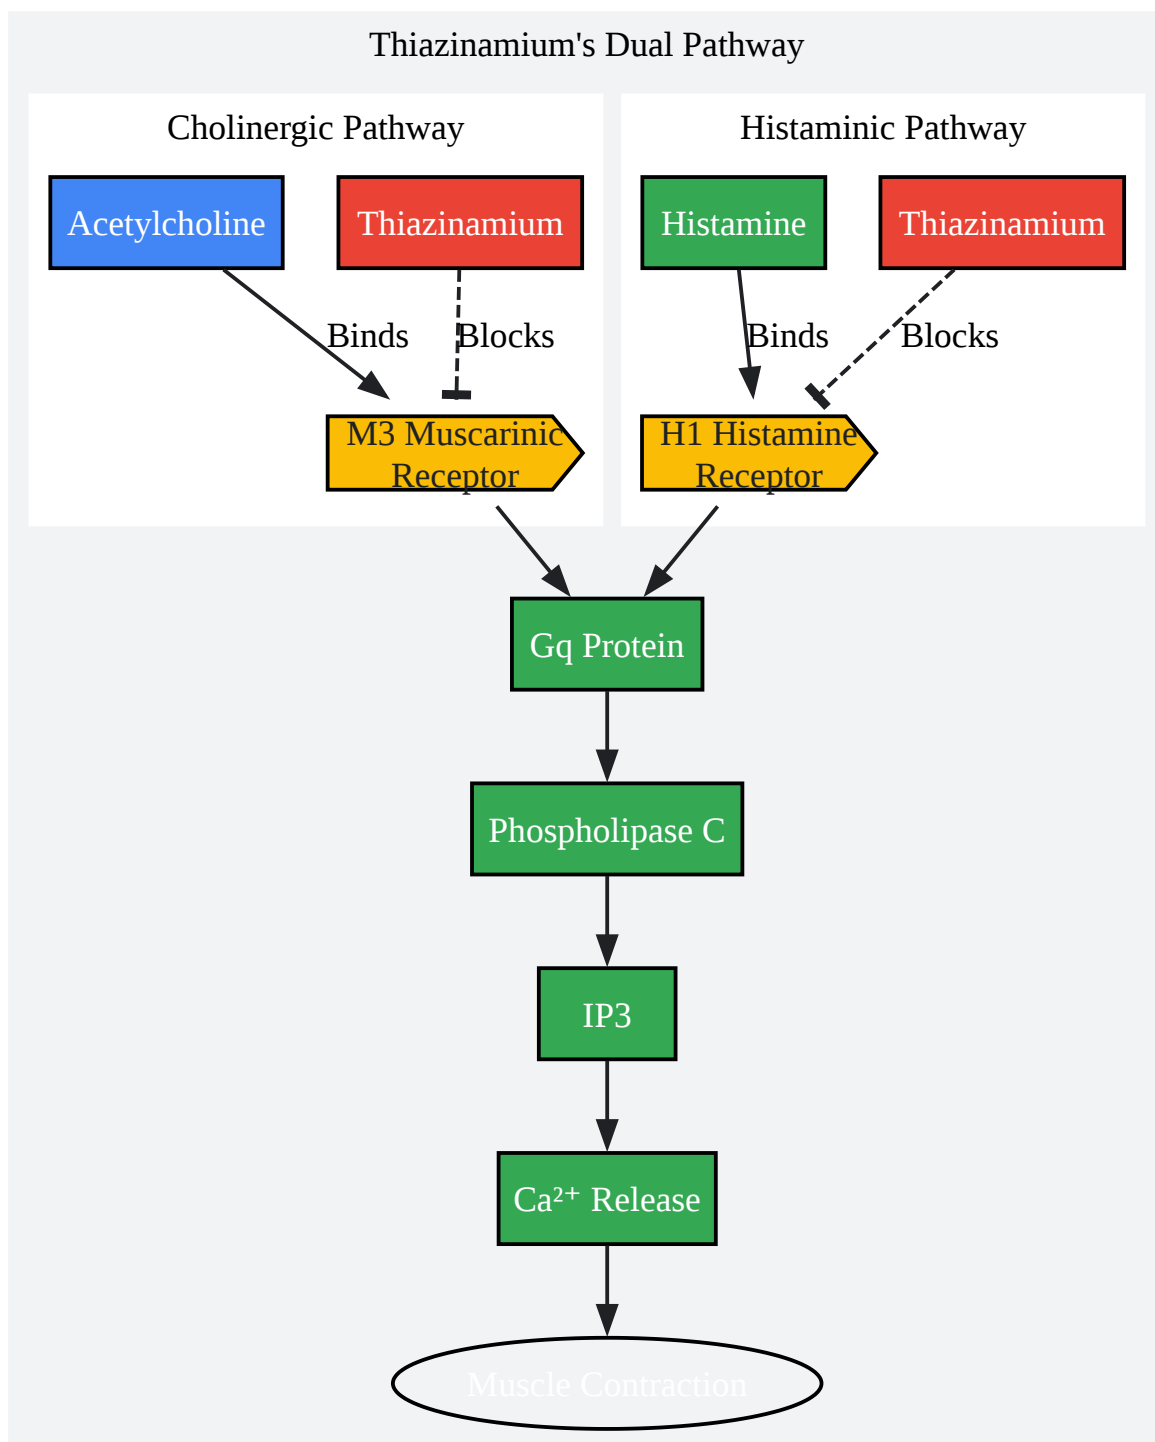 Thiazinamium's Dual Pathway
Cholinergic Pathway
Histaminic Pathway
Acetylcholine
Thiazinamium
Histamine
Thiazinamium
Binds
Blocks
Binds
Blocks
M3 Muscarinic
Receptor
H1 Histamine
Receptor
Gq Protein
Phospholipase C
IP3
Ca²⁺ Release
Muscle Contraction